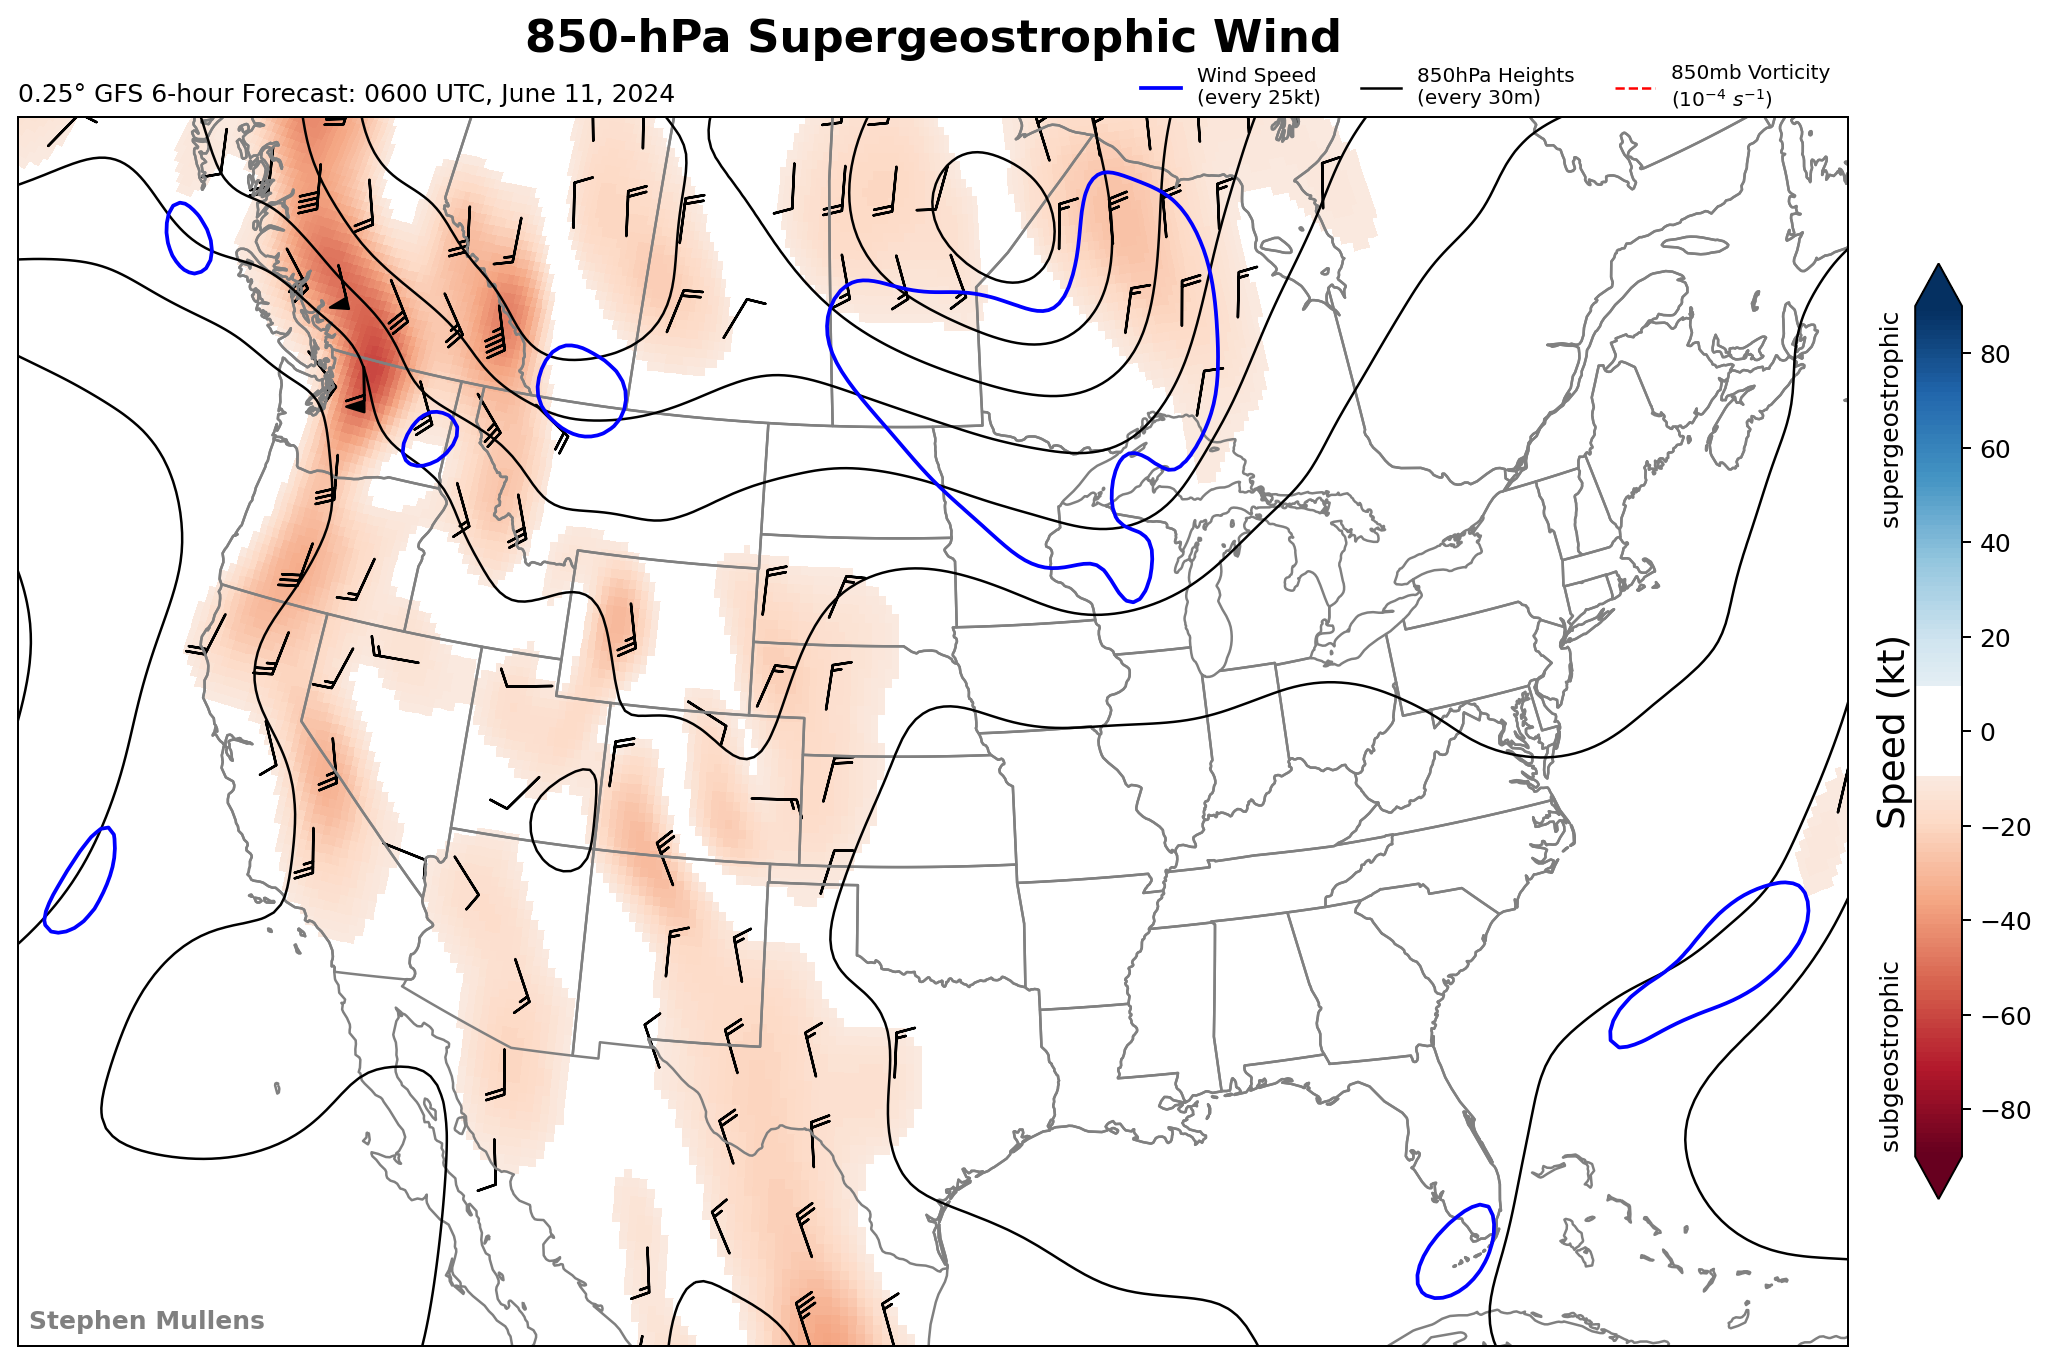 850-hPa Supergeostrophic Wind
0.25° GFS 6-hour Forecast: 0600 UTC, June 11, 2024
Wind Speed
(every 25kt)
850hPa Heights
(every 30m)
850mb Vorticity
(10⁻⁴ s⁻¹)
supergeostrophic
Speed (kt)
subgeostrophic
80
60
40
20
0
−20
−40
−60
−80
Stephen Mullens